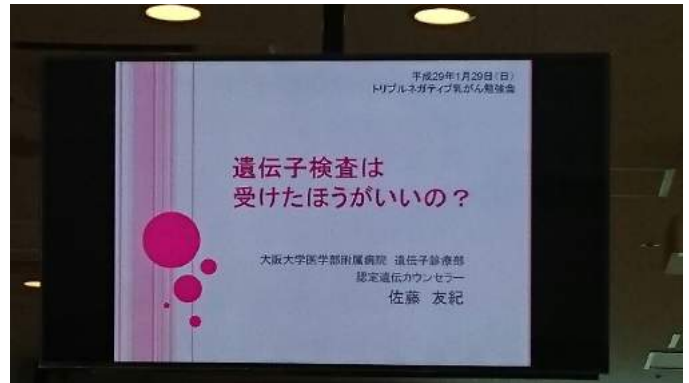 平成29年1月29日(日)
トリプルネガティブ乳がん勉強会
遺伝子検査は
受けたほうがいいの？
大阪大学医学部附属病院 遺伝子診療部
認定遺伝カウンセラー
佐藤 友紀